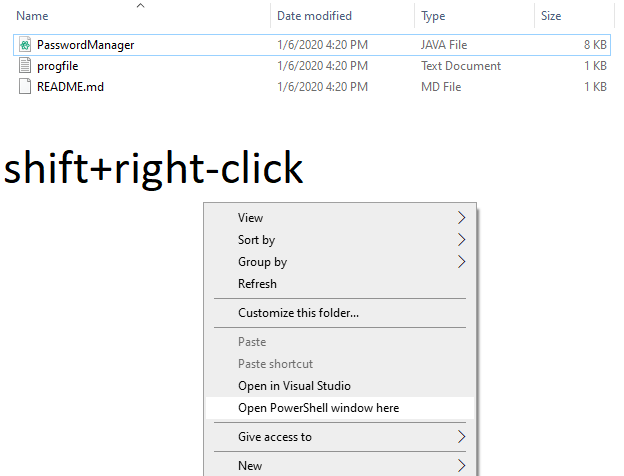 Name Date modified Type Size
PasswordManager 1/6/2020 4:20 PM JAVA File 8 KB
progfile 1/6/2020 4:20 PM Text Document 1 KB
README.md 1/6/2020 4:20 PM MD File 1 KB
shift+right-click
View
Sort by
Group by
Refresh
Customize this folder...
Paste
Paste shortcut
Open in Visual Studio
Open PowerShell window here
Give access to
New